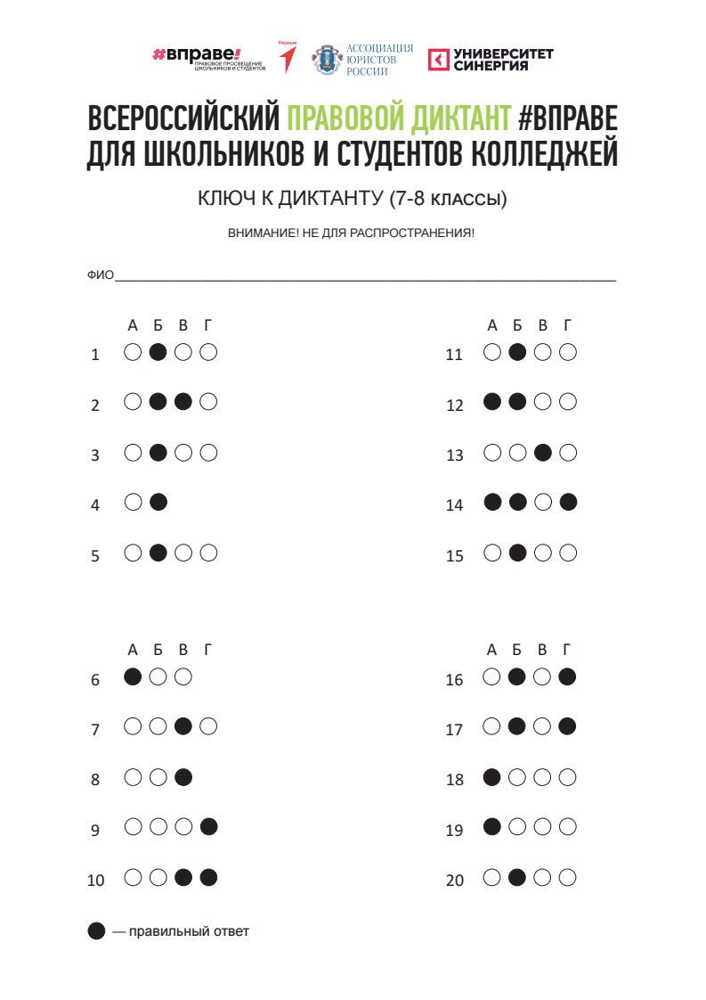 #вправе!
ПРАВОВОЕ ПРОСВЕЩЕНИЕ
ШКОЛЬНИКОВ И СТУДЕНТОВ
Первые
АССОЦИАЦИЯ
ЮРИСТОВ
РОССИИ
УНИВЕРСИТЕТ
СИНЕРГИЯ
ВСЕРОССИЙСКИЙ ПРАВОВОЙ ДИКТАНТ #ВПРАВЕ
ДЛЯ ШКОЛЬНИКОВ И СТУДЕНТОВ КОЛЛЕДЖЕЙ
КЛЮЧ К ДИКТАНТУ (7-8 КЛАССЫ)
ВНИМАНИЕ! НЕ ДЛЯ РАСПРОСТРАНЕНИЯ!
ФИО
А Б В Г
1
2
3
4
5
А Б В Г
6
7
8
9
10
А Б В Г
11
12
13
14
15
А Б В Г
16
17
18
19
20
— правильный ответ